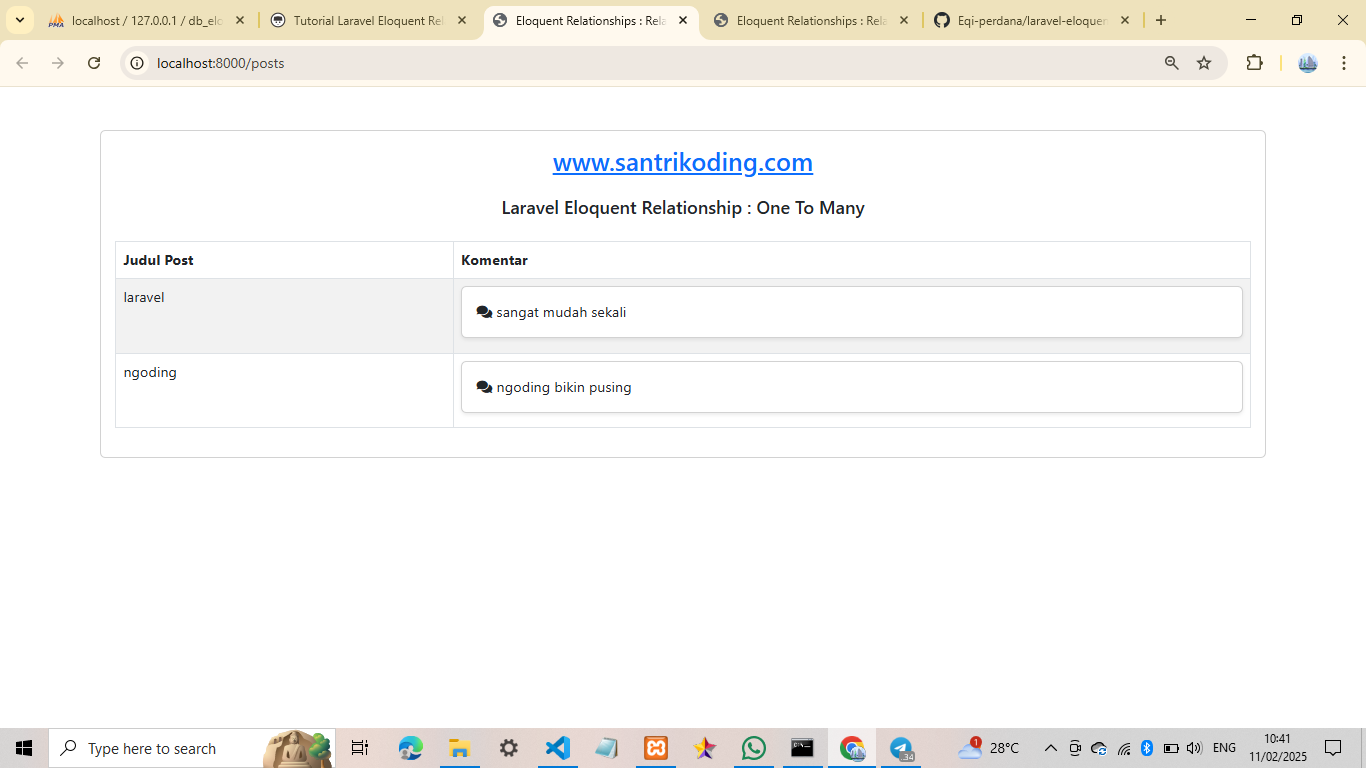 localhost / 127.0.0.1 / db_elo
Tutorial Laravel Eloquent Rel
Eloquent Relationships : Rela
Eloquent Relationships : Rela
Eqi-perdana/laravel-eloquen
localhost:8000/posts
www.santrikoding.com
Laravel Eloquent Relationship : One To Many
Judul Post
Komentar
laravel
sangat mudah sekali
ngoding
ngoding bikin pusing
Type here to search
34
1
28°C
ENG
10:41
11/02/2025